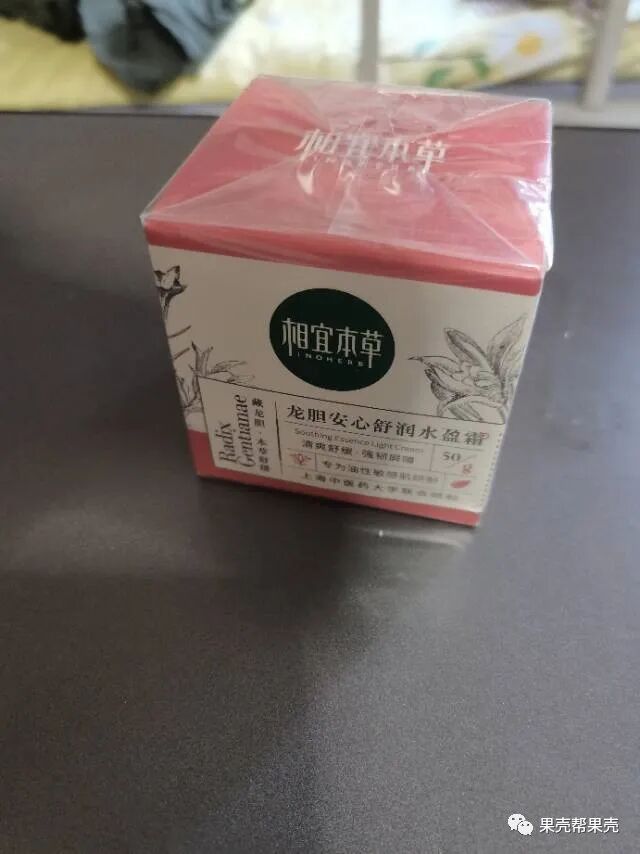 相宜本草
相宜本草
INOHERB
龙胆安心舒润水盈霜
Soothing Essence Light Cream
清爽舒缓·强韧屏障
50g
专为油性敏感肌研制
上海中医药大学联合研制
Radix
Gentianae
藏龙胆·本草舒缓
果壳帮果壳